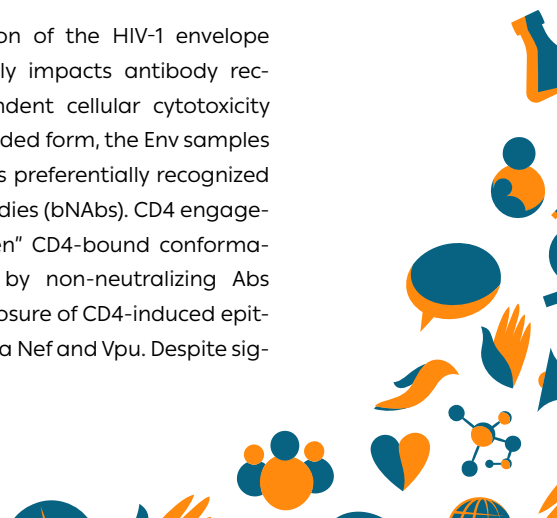 on of the HIV-1 envelope
ly impacts antibody rec-
ndent cellular cytotoxicity
ded form, the Env samples
s preferentially recognized
dies (bNAbs). CD4 engage-
en” CD4-bound conforma-
by non-neutralizing Abs
osure of CD4-induced epit-
a Nef and Vpu. Despite sig-